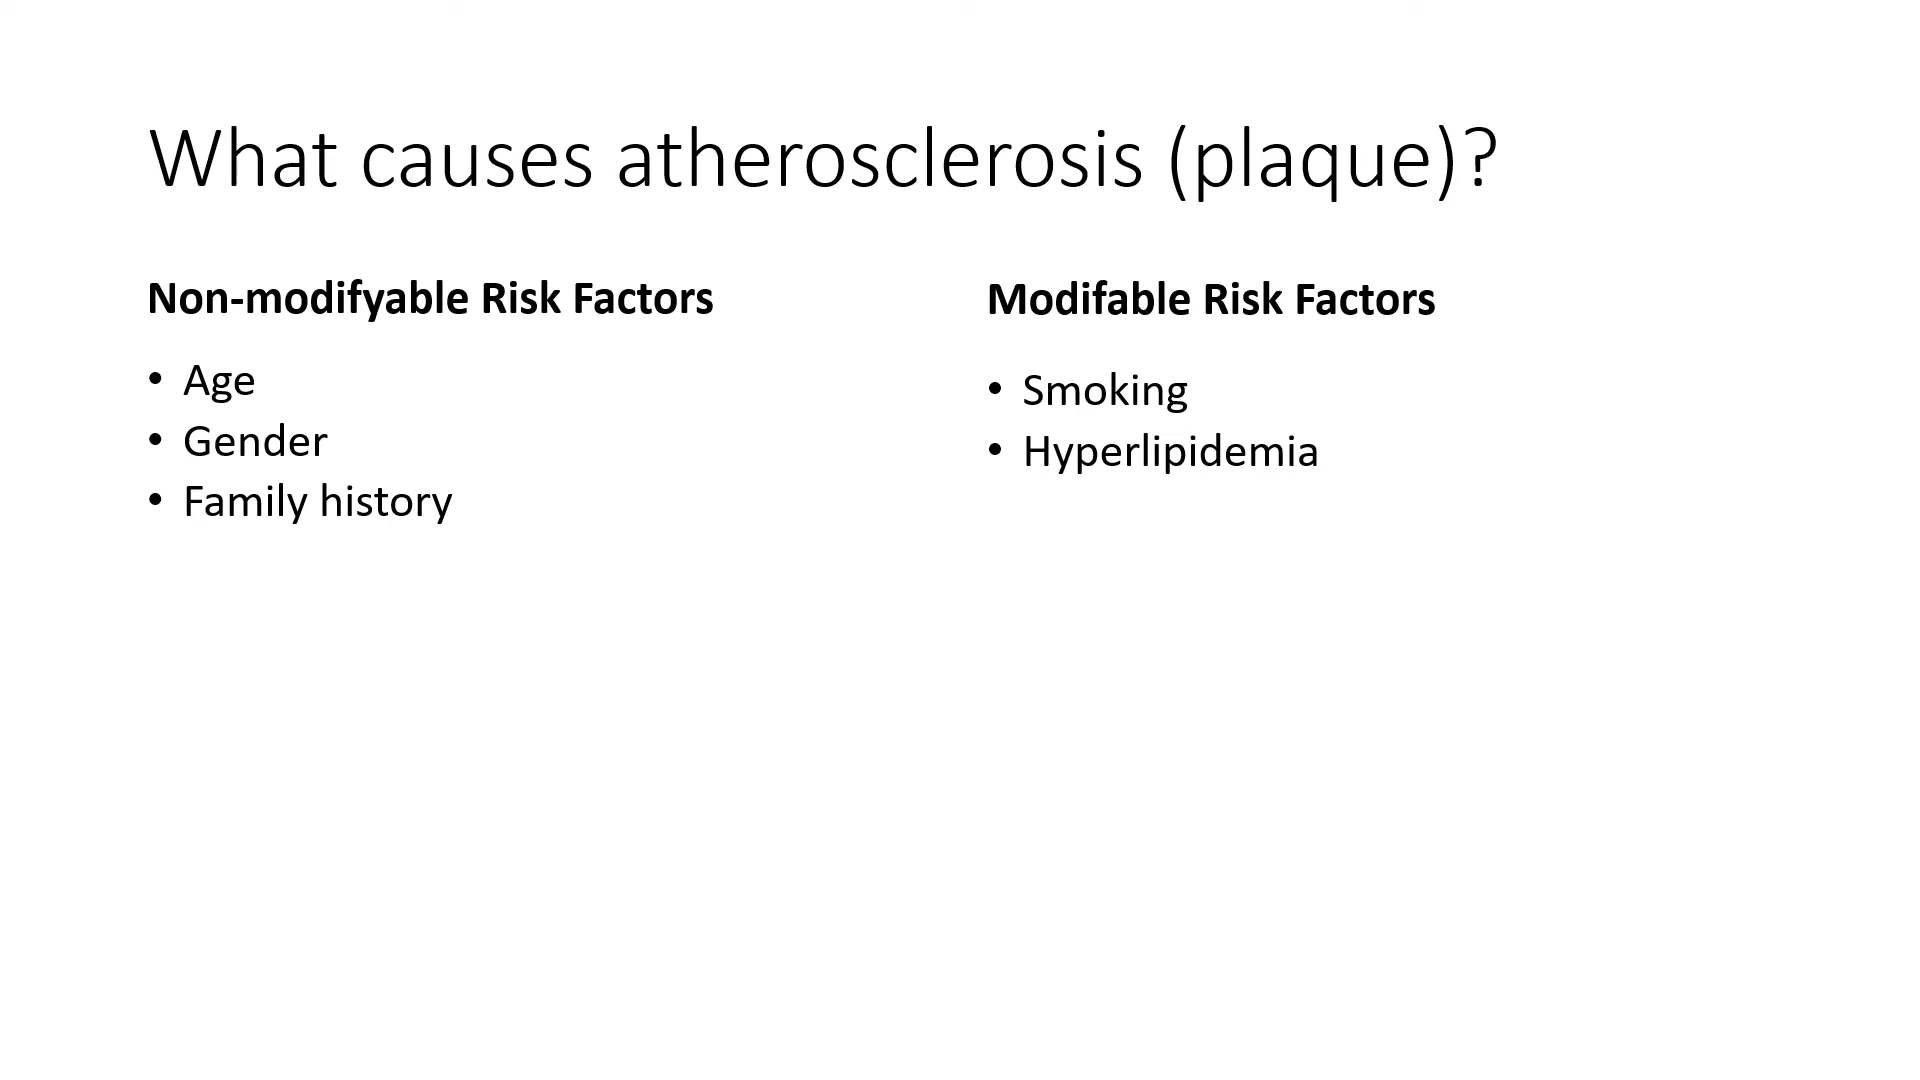 What causes atherosclerosis (plaque)?
Non-modifyable Risk Factors
• Age
• Gender
• Family history
Modifable Risk Factors
• Smoking
• Hyperlipidemia